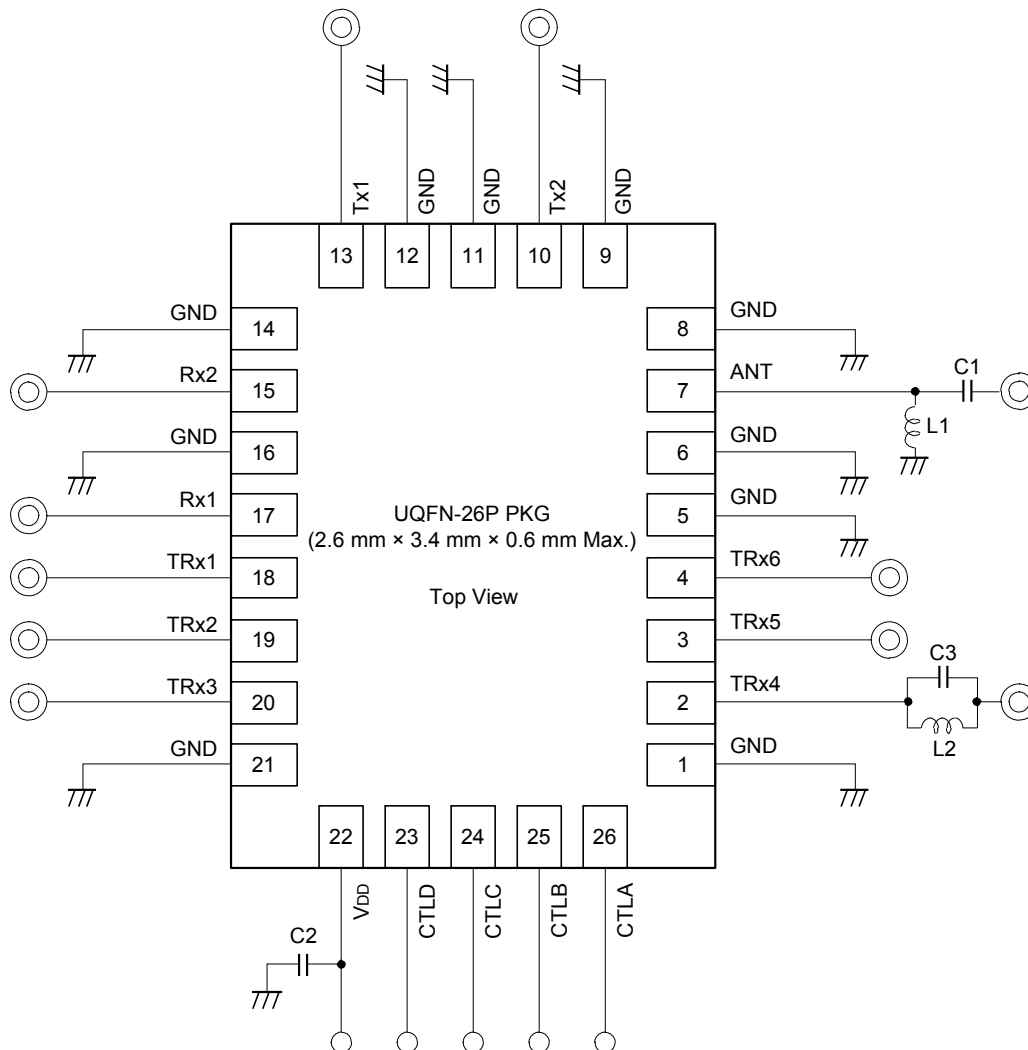 Tx1
GND
GND
Tx2
GND
13
12
11
10
9
GND
14
8
GND
Rx2
15
7
ANT
C1
L1
GND
16
6
GND
Rx1
17
5
GND
UQFN-26P PKG
(2.6 mm × 3.4 mm × 0.6 mm Max.)
Top View
TRx1
18
4
TRx6
TRx2
19
3
TRx5
TRx3
20
2
TRx4
C3
L2
GND
21
1
GND
22
23
24
25
26
VDD
CTLD
CTLC
CTLB
CTLA
C2